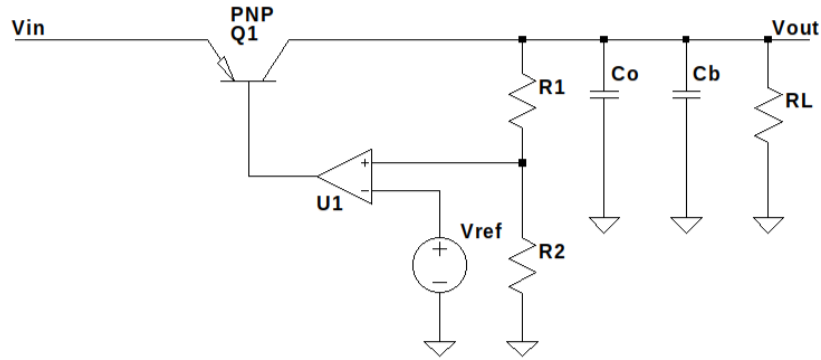 PNP
Vin
Q1
Vout
R1
Co
Cb
RL
+
−
U1
Vref
+
−
R2